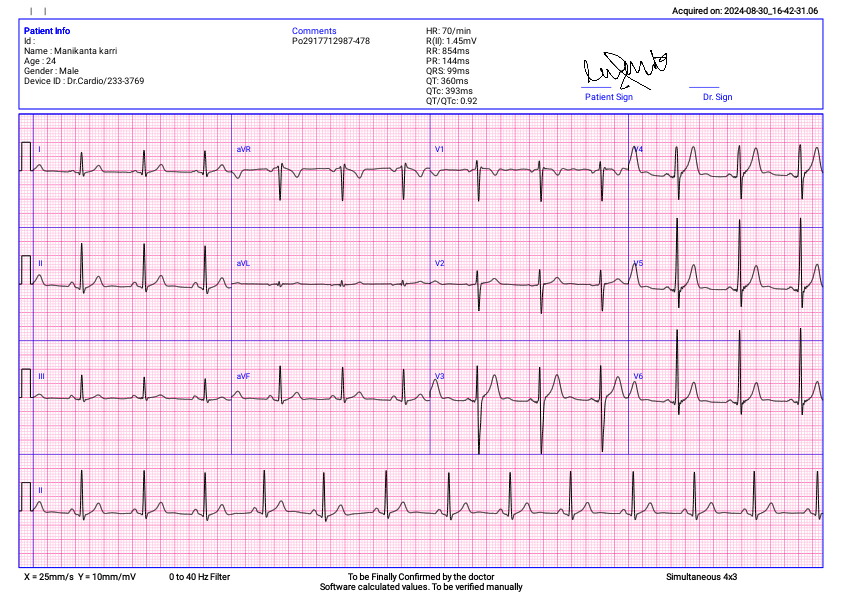 Acquired on: 2024-08-30_16-42-31.06
Patient Info
Id :
Name : Manikanta karri
Age : 24
Gender : Male
Device ID : Dr.Cardio/233-3769
Comments
Po2917712987-478
HR: 70/min
R(II): 1.45mV
RR: 854ms
PR: 144ms
QRS: 99ms
QT: 360ms
QTc: 393ms
QT/QTc: 0.92
Patient Sign
Dr. Sign
I aVR V1 V4
II aVL V2 V5
III aVF V3 V6
II
X = 25mm/s Y = 10mm/mV 0 to 40 Hz Filter To be Finally Confirmed by the doctor Simultaneous 4x3
Software calculated values. To be verified manually